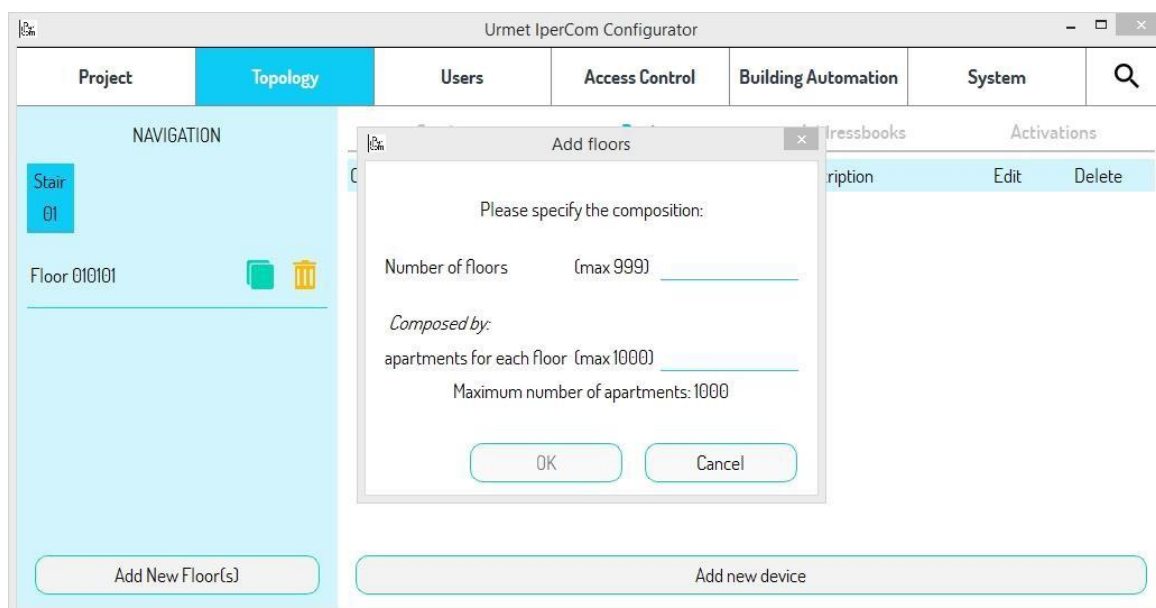 Urmet IperCom Configurator
Project Topology Users Access Control Building Automation System
NAVIGATION
Activations
Add floors
Stair
01
Edit Delete
Please specify the composition:
Floor 010101
Number of floors (max 999)
Composed by:
apartments for each floor (max 1000)
Maximum number of apartments: 1000
OK Cancel
Add New Floor(s) Add new device